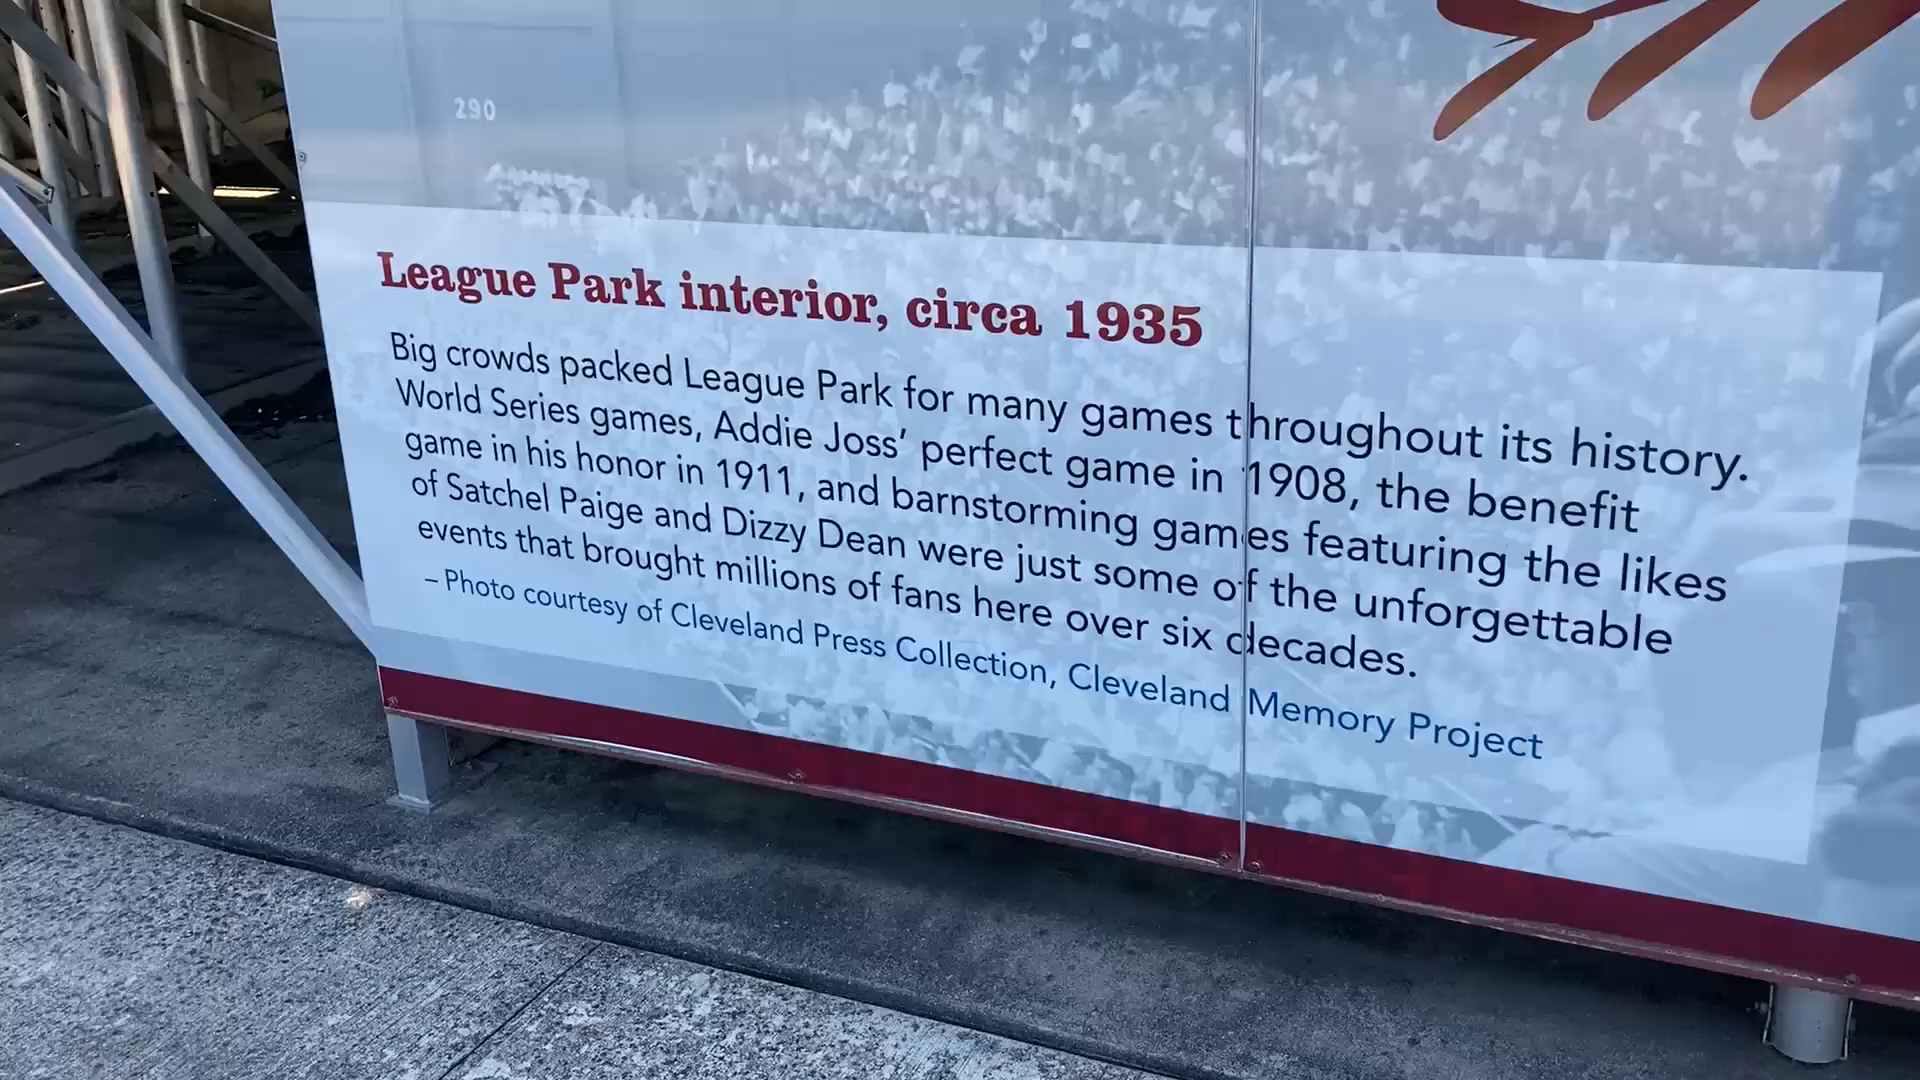 290
League Park interior, circa 1935
Big crowds packed League Park for many games throughout its history.
World Series games, Addie Joss’ perfect game in 1908, the benefit
game in his honor in 1911, and barnstorming games featuring the likes
of Satchel Paige and Dizzy Dean were just some of the unforgettable
events that brought millions of fans here over six decades.
– Photo courtesy of Cleveland Press Collection, Cleveland Memory Project